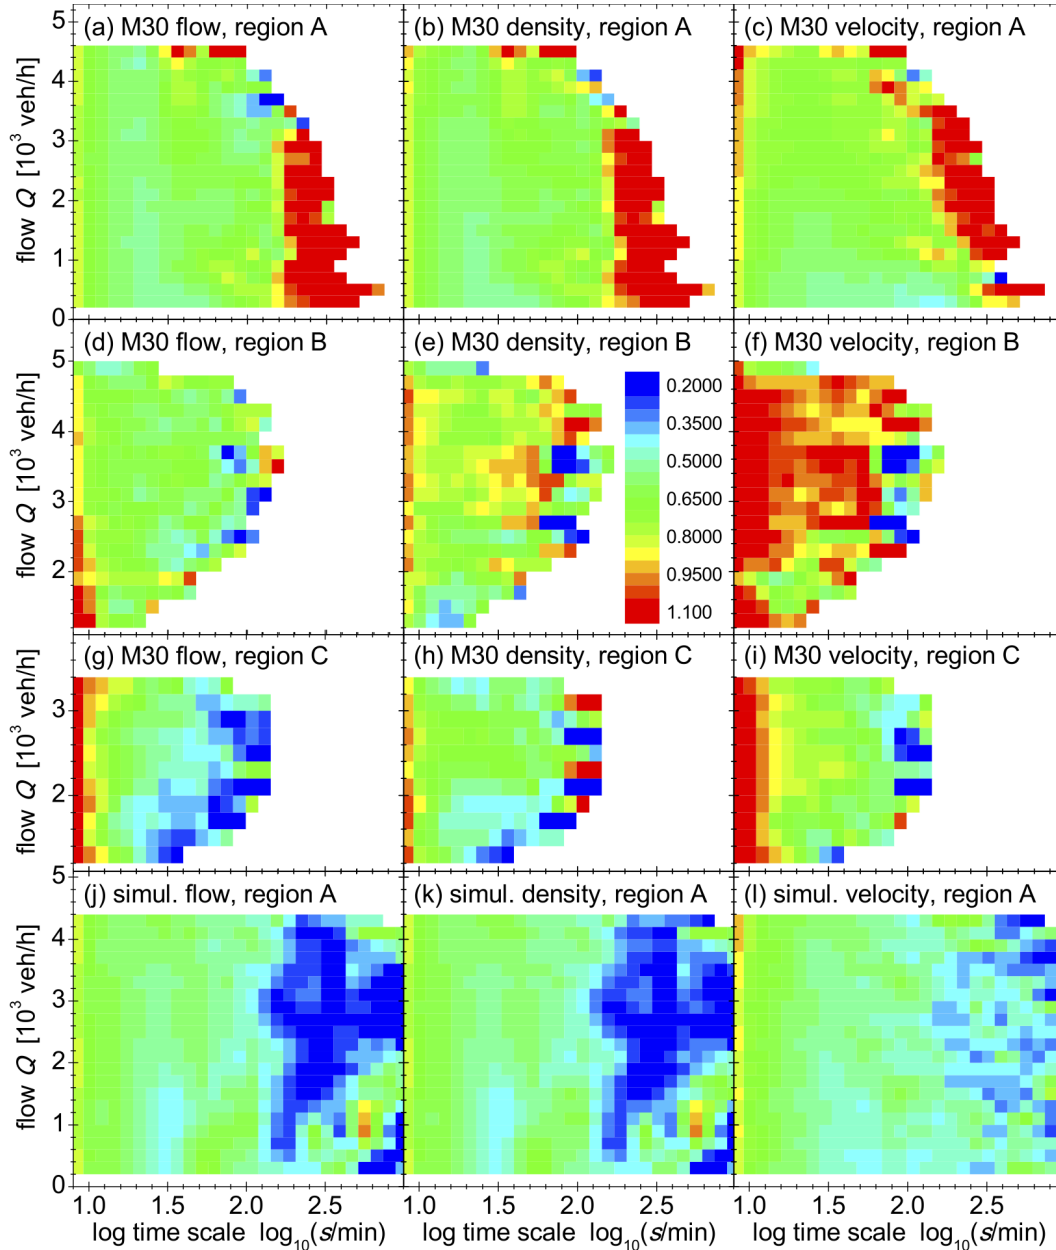 (a) M30 flow, region A
(b) M30 density, region A
(c) M30 velocity, region A
5
4
3
2
1
0
flow Q [10³ veh/h]
(d) M30 flow, region B
(e) M30 density, region B
(f) M30 velocity, region B
5
4
3
2
flow Q [10³ veh/h]
0.2000
0.3500
0.5000
0.6500
0.8000
0.9500
1.100
(g) M30 flow, region C
(h) M30 density, region C
(i) M30 velocity, region C
3
2
flow Q [10³ veh/h]
(j) simul. flow, region A
(k) simul. density, region A
(l) simul. velocity, region A
5
4
3
2
1
0
flow Q [10³ veh/h]
1.0 1.5 2.0 2.5 1.0 1.5 2.0 2.5 1.0 1.5 2.0 2.5
log time scale log₁₀(s/min) log time scale log₁₀(s/min) log time scale log₁₀(s/min)